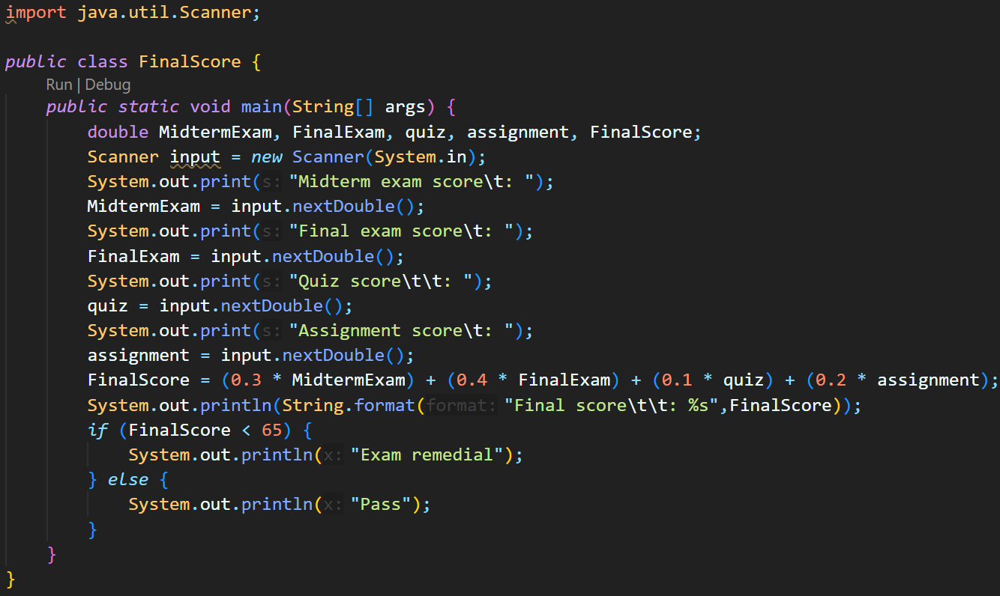 import java.util.Scanner;
public class FinalScore {
Run | Debug
public static void main(String[] args) {
double MidtermExam, FinalExam, quiz, assignment, FinalScore;
Scanner input = new Scanner(System.in);
System.out.print(s: "Midterm exam score\t: ");
MidtermExam = input.nextDouble();
System.out.print(s: "Final exam score\t: ");
FinalExam = input.nextDouble();
System.out.print(s: "Quiz score\t\t: ");
quiz = input.nextDouble();
System.out.print(s: "Assignment score\t: ");
assignment = input.nextDouble();
FinalScore = (0.3 * MidtermExam) + (0.4 * FinalExam) + (0.1 * quiz) + (0.2 * assignment);
System.out.println(String.format(format: "Final score\t\t: %s",FinalScore));
if (FinalScore < 65) {
System.out.println(x: "Exam remedial");
} else {
System.out.println(x: "Pass");
}
}
}